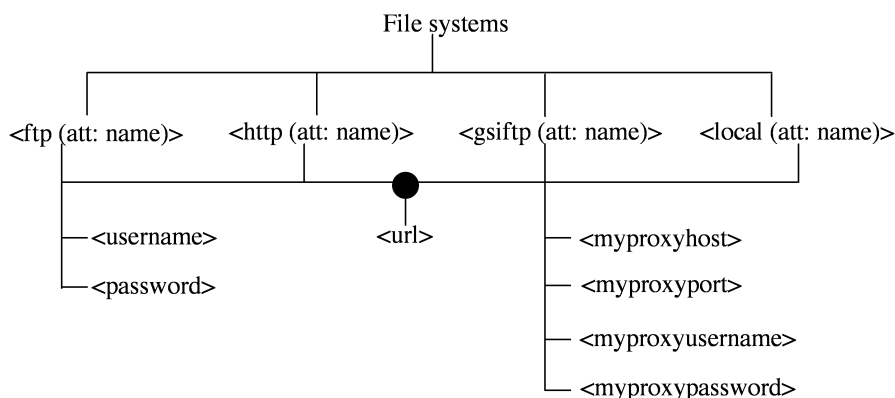 File systems
<ftp (att: name)> <http (att: name)> <gsiftp (att: name)> <local (att: name)>
<username> <url> <myproxyhost>
<password> <myproxyport>
<myproxyusername>
<myproxypassword>